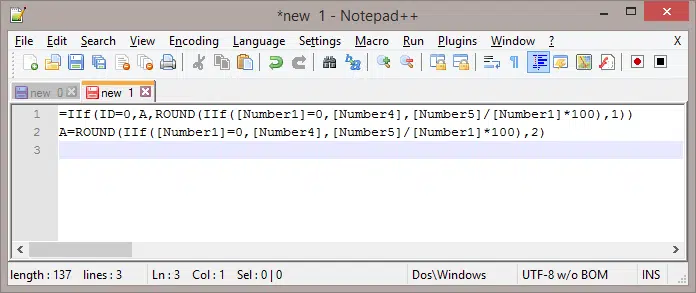 *new 1 - Notepad++
File Edit Search View Encoding Language Settings Macro Run Plugins Window ? X
new 0 new 1
1 =IIf(ID=0,A,ROUND(IIf([Number1]=0,[Number4],[Number5]/[Number1]*100),1))
2 A=ROUND(IIf([Number1]=0,[Number4],[Number5]/[Number1]*100),2)
3
length : 137 lines : 3 Ln : 3 Col : 1 Sel : 0 | 0 Dos\Windows UTF-8 w/o BOM INS